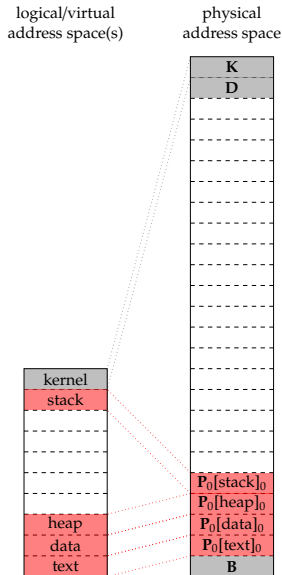 logical/virtual
address space(s)
physical
address space
K
D
kernel
stack
P₀[stack]₀
P₀[heap]₀
heap
P₀[data]₀
data
P₀[text]₀
text
B